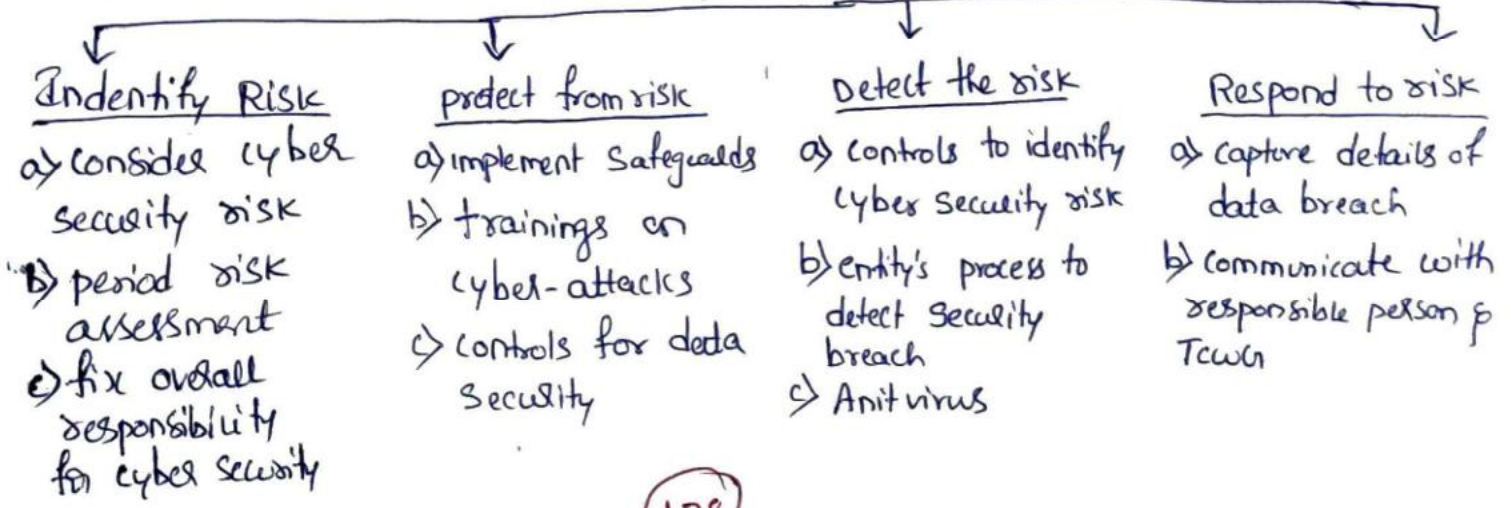 Indentify Risk
a) consider cyber
security risk
b) period risk
assessment
c) fix overall
responsibility
for cyber security
protect from risk
a) implement Safeguards
b) trainings on
cyber-attacks
c) controls for data
Security
Detect the risk
a) controls to identify
cyber security risk
b) entity's process to
detect security
breach
c) Anitvirus
Respond to risk
a) capture details of
data breach
b) communicate with
responsible person &
TCWG